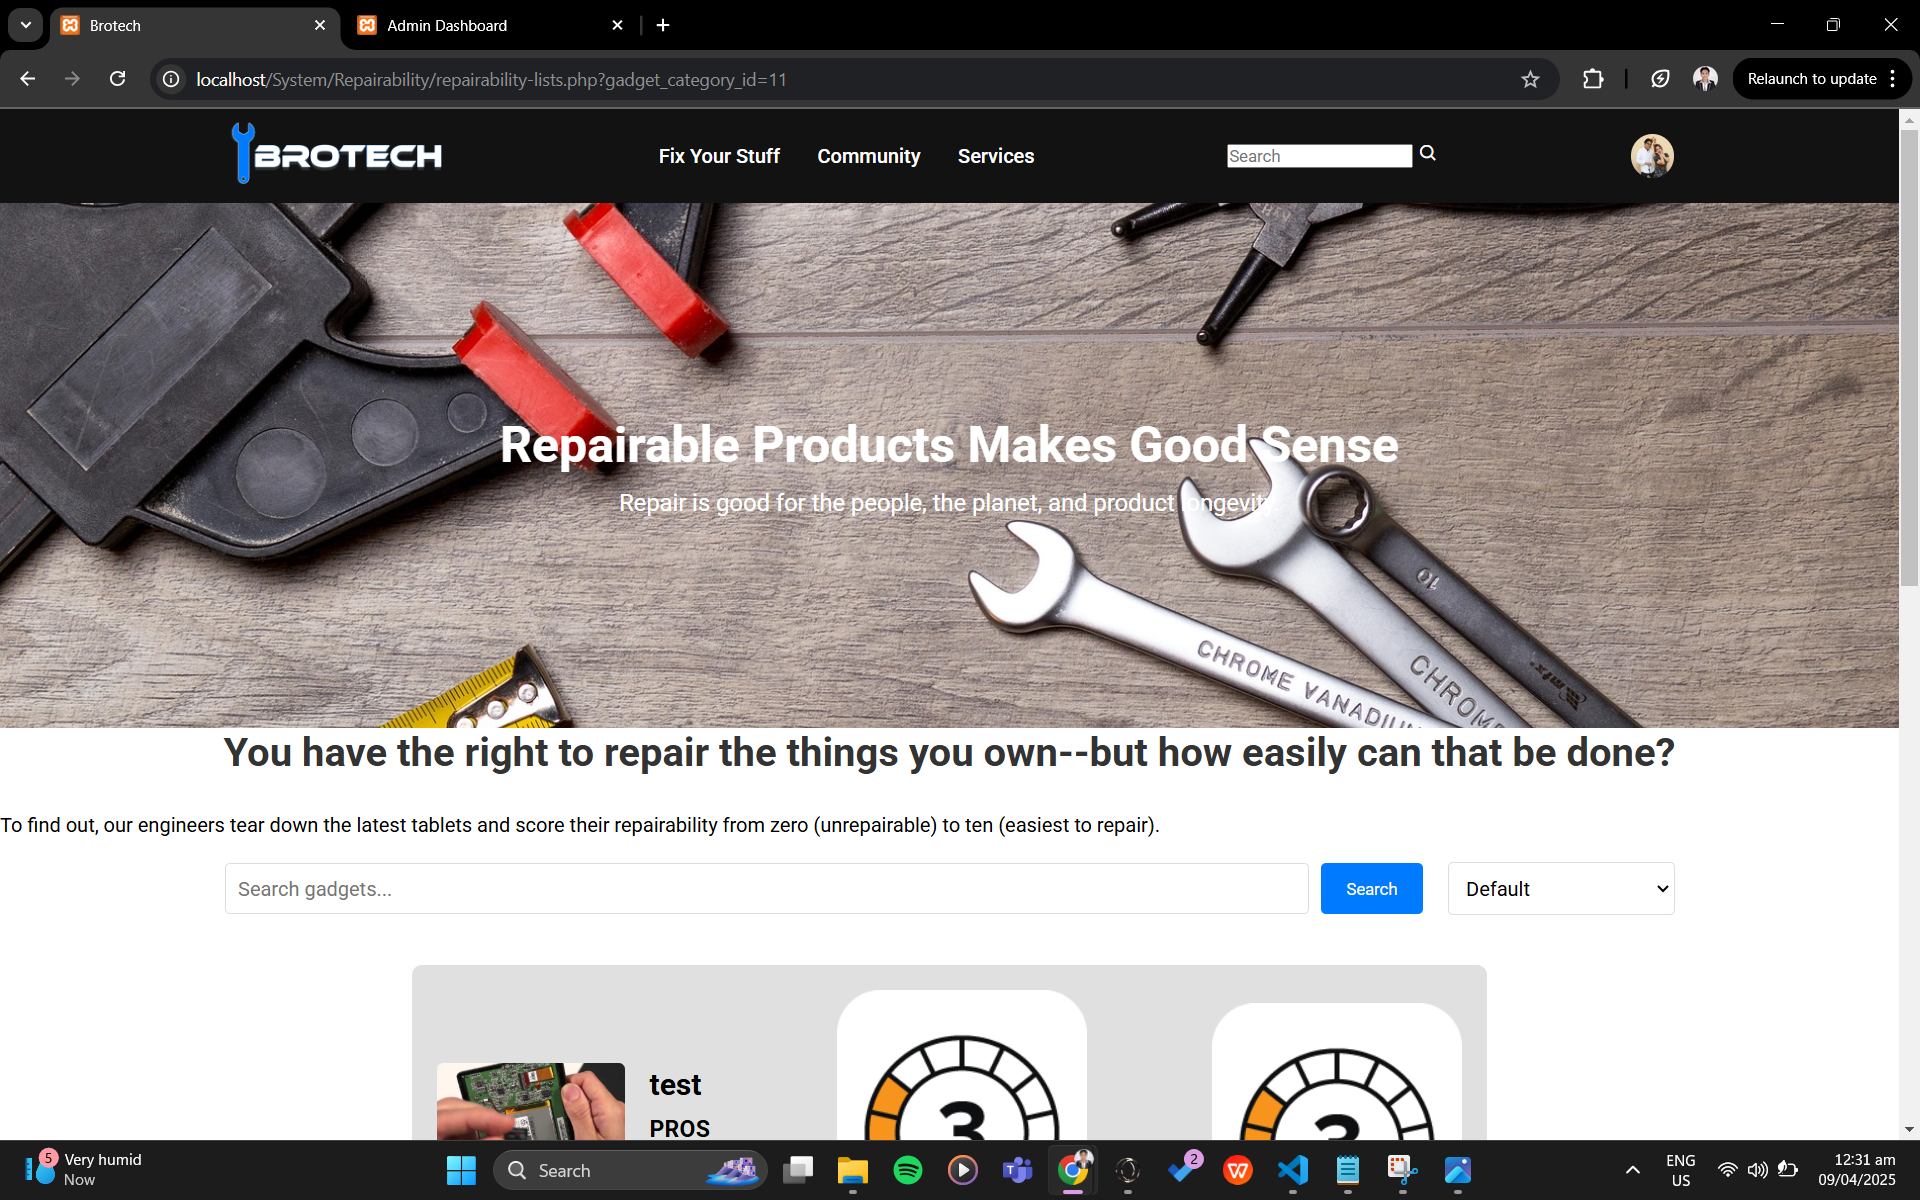 Brotech
Admin Dashboard
localhost/System/Repairability/repairability-lists.php?gadget_category_id=11
Relaunch to update
BROTECH
Fix Your Stuff
Community
Services
Search
Repairable Products Makes Good Sense
Repair is good for the people, the planet, and product longevity.
10
CHROME VANADIUM
CHROME
You have the right to repair the things you own--but how easily can that be done?
To find out, our engineers tear down the latest tablets and score their repairability from zero (unrepairable) to ten (easiest to repair).
Search gadgets...
Search
Default
test
PROS
3
3
5
Very humid
Now
Search
2
ENG
US
12:31 am
09/04/2025